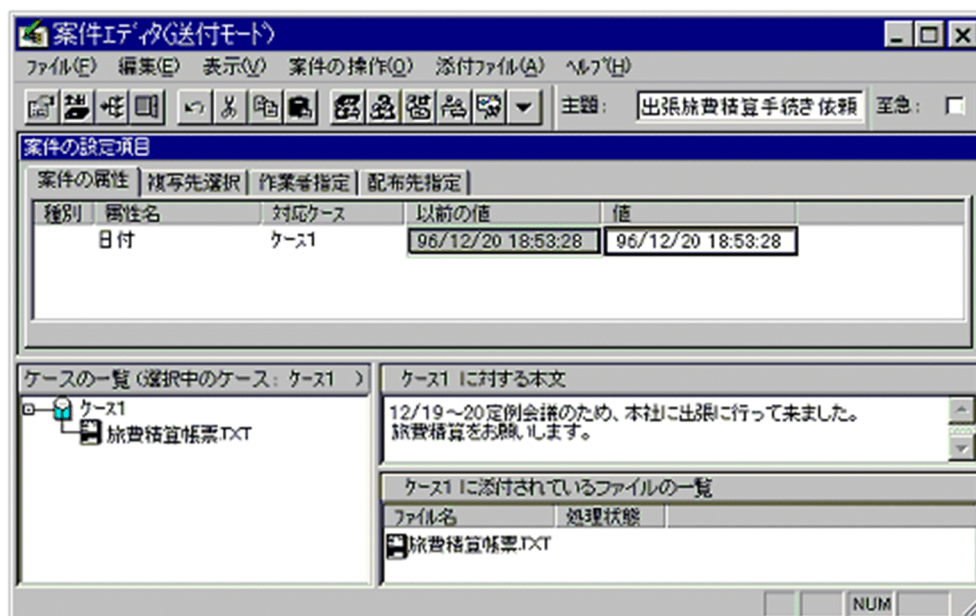 案件エディタ(送付モード)
ファイル(F) 編集(E) 表示(V) 案件の操作(O) 添付ファイル(A) ヘルプ(H)
主題: 出張旅費積算手続き依頼 至急:
案件の設定項目
案件の属性 複写先選択 作業者指定 配布先指定
種別 属性名 対応ケース 以前の値 値
日付 ケース1 96/12/20 18:53:28 96/12/20 18:53:28
ケースの一覧 (選択中のケース: ケース1 )
ケース1
旅費積算帳票.TXT
ケース1 に対する本文
12/19~20定例会議のため、本社に出張に行って来ました。
旅費積算をお願いします。
ケース1 に添付されているファイルの一覧
ファイル名 処理状態
旅費積算帳票.TXT
NUM